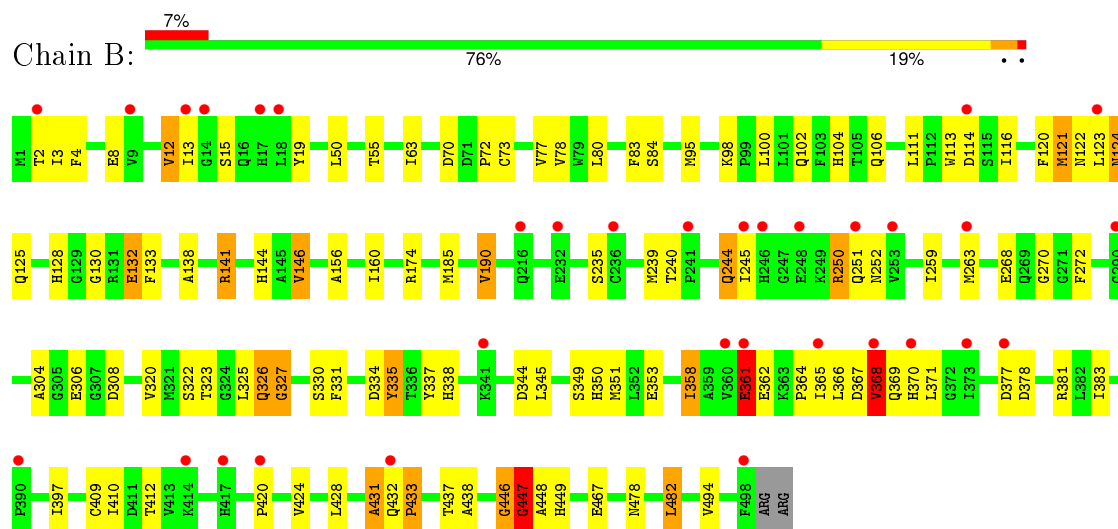 7%
Chain B:
76% 19% • •
M1 T2 I3 F4 E8 V9 V12 I13 G14 S15 Q16 H17 L18 Y19 L50 T55 I63 D70 D71 P72 C73 V77 V78 W79 L80 F83 S84 M95 K98 P99 L100 L101 Q102 F103 H104 T105 Q106 L111 P112 W113 D114 S115 I116 F120 M121 N122 L123
Q125 H128 G129 G130 R131 E132 F133 A138 R141 H144 A145 V146 A156 I160 R174 M185 V190 Q216 E232 S235 C236 M239 T240 P241 Q244 I245 H246 G247 E248 K249 R250 Q251 N252 V253 I259 M263 E268 Q269 G270 G271 F272
A304 G305 E306 G307 D308 V320 M321 S322 T323 G324 L325 Q326 G327 S330 F331 D334 Y335 T336 Y337 H338 K341 D344 L345 S349 H350 M351 L352 E353 I358 A359 V360 E361 E362 K363 P364 I365 L366 D367 V368 Q369 H370 L371 G372 I373 D377 D378 R381 L382 I383
P390 I397 C409 I410 D411 T412 V413 K414 H417 P420 V424 L428 A431 Q432 P433 T437 A438 G446 G447 A448 H449 E467 N478 L482 V494 F498 ARG ARG